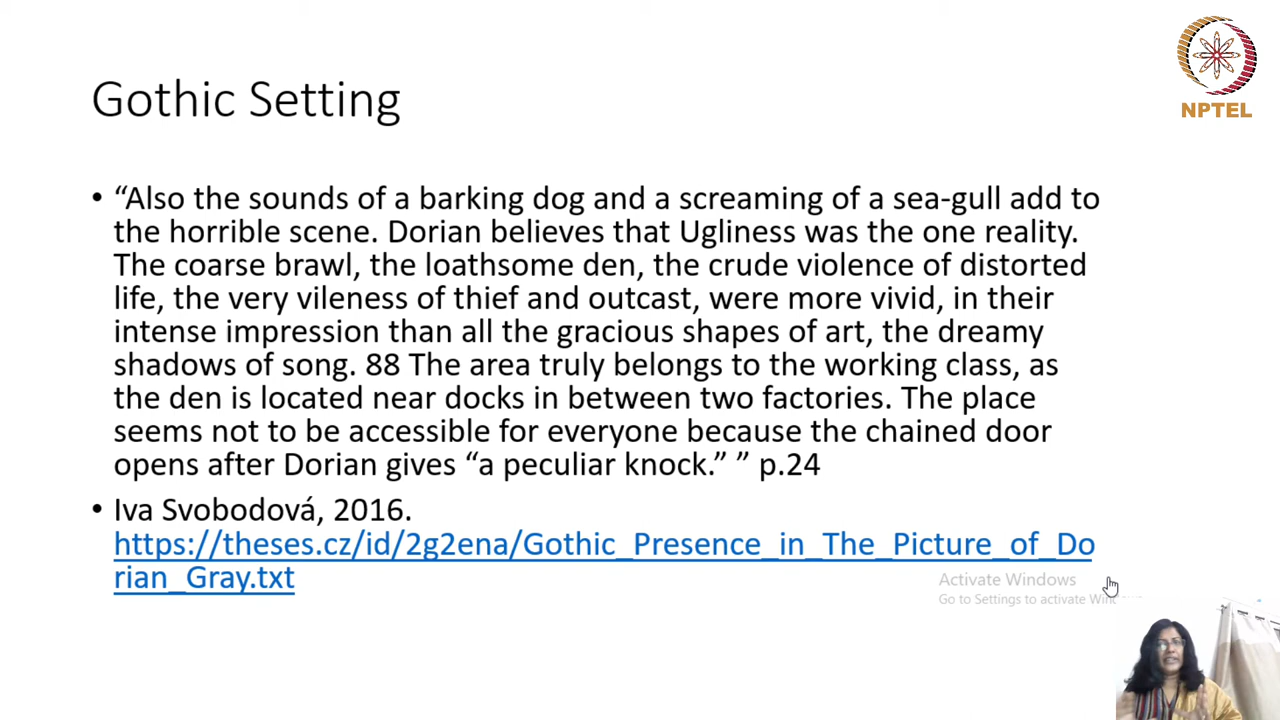 NPTEL
Gothic Setting
• “Also the sounds of a barking dog and a screaming of a sea-gull add to
the horrible scene. Dorian believes that Ugliness was the one reality.
The coarse brawl, the loathsome den, the crude violence of distorted
life, the very vileness of thief and outcast, were more vivid, in their
intense impression than all the gracious shapes of art, the dreamy
shadows of song. 88 The area truly belongs to the working class, as
the den is located near docks in between two factories. The place
seems not to be accessible for everyone because the chained door
opens after Dorian gives “a peculiar knock.” ” p.24
• Iva Svobodová, 2016.
https://theses.cz/id/2g2ena/Gothic_Presence_in_The_Picture_of_Do
rian_Gray.txt
Activate Windows
Go to Settings to activate